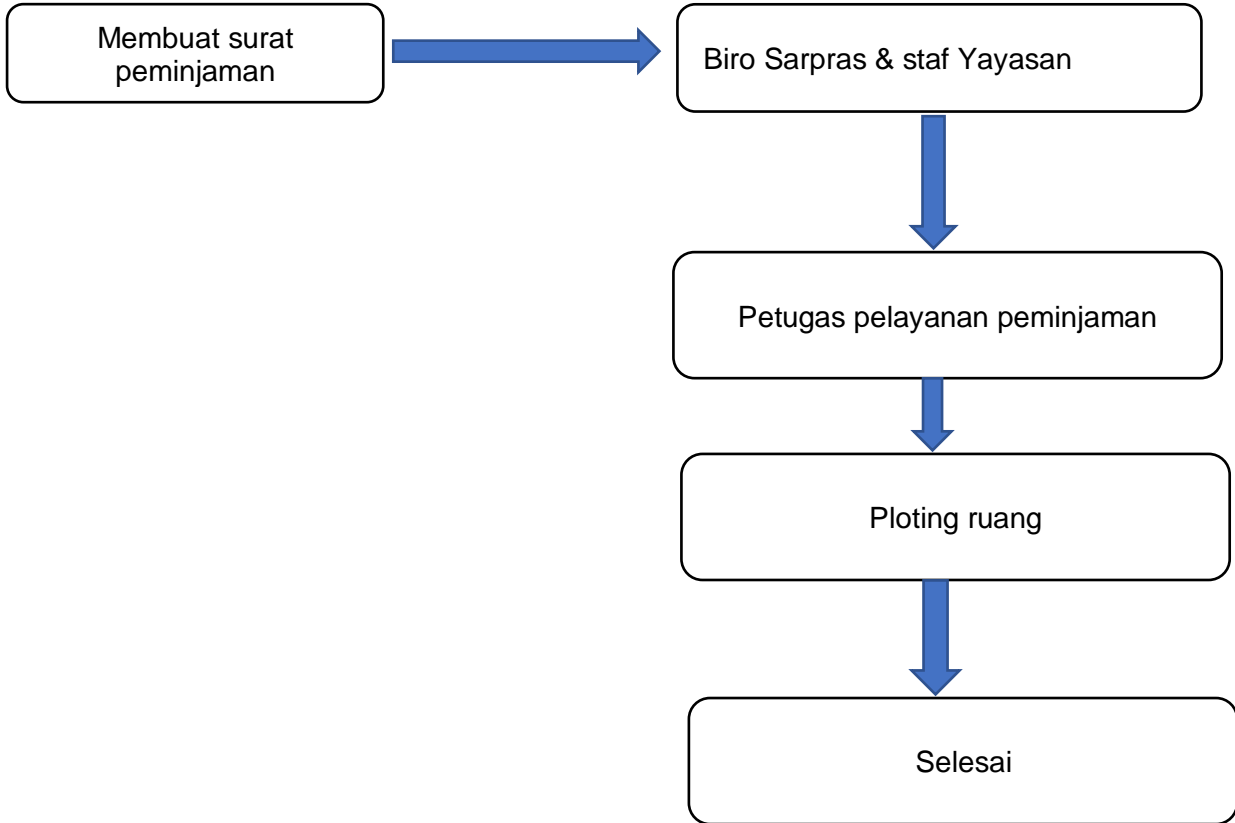 Membuat surat
peminjaman
Biro Sarpras & staf Yayasan
Petugas pelayanan peminjaman
Ploting ruang
Selesai